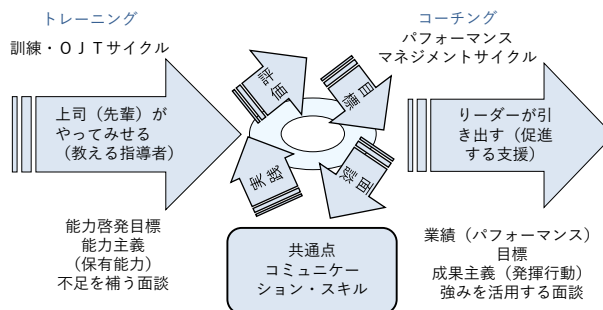 トレーニング
訓練・ＯＪＴサイクル
上司（先輩）が
やってみせる
（教える指導者）
能力啓発目標
能力主義
（保有能力）
不足を補う面談
評価
目標
実践
面談
共通点
コミュニケー
ション・スキル
コーチング
パフォーマンス
マネジメントサイクル
リーダーが引
き出す（促進
する支援）
業績（パフォーマンス）
目標
成果主義（発揮行動）
強みを活用する面談